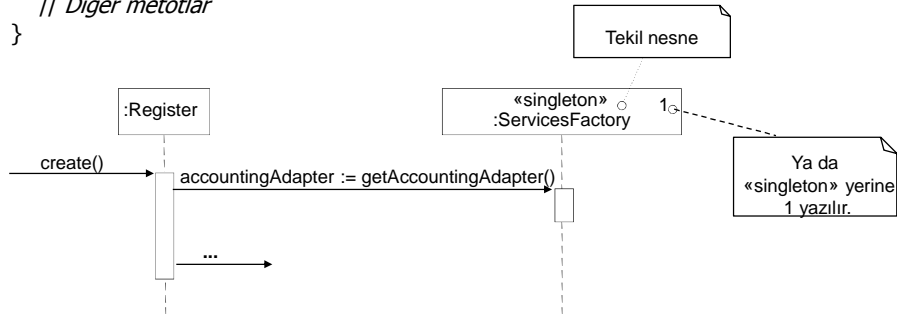 // Diğer metotlar
}
Tekil nesne
:Register
«singleton»
:ServicesFactory
1
create()
accountingAdapter := getAccountingAdapter()
Ya da
«singleton» yerine
1 yazılır.
...